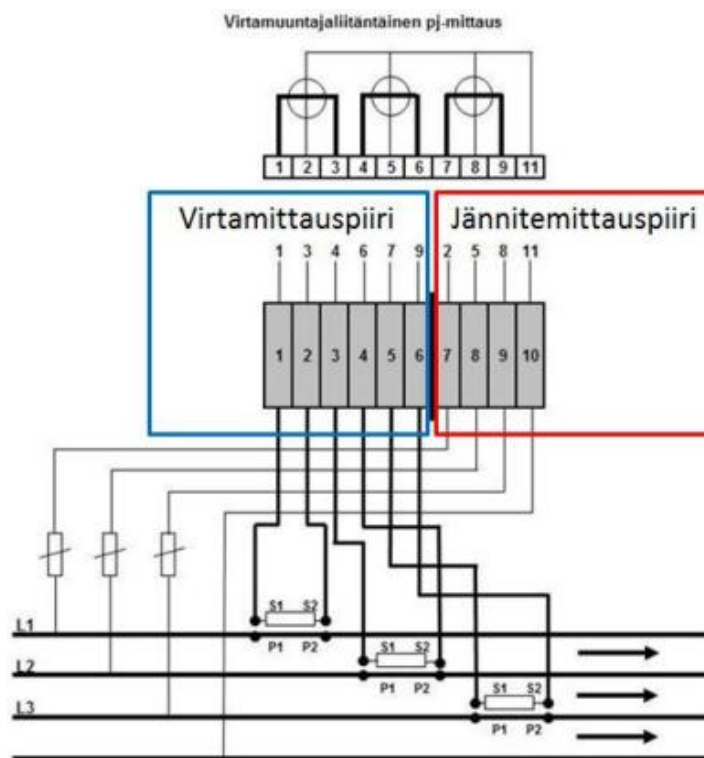 Virtamuuntajaliitäntäinen pj-mittaus
1 2 3 4 5 6 7 8 9 11
Virtamittauspiiri Jännitemittauspiiri
1 3 4 6 7 9 2 5 8 11
1 2 3 4 5 6 7 8 9 10
S1 S2
L1
P1 P2
S1 S2
L2
P1 P2
S1 S2
L3
P1 P2